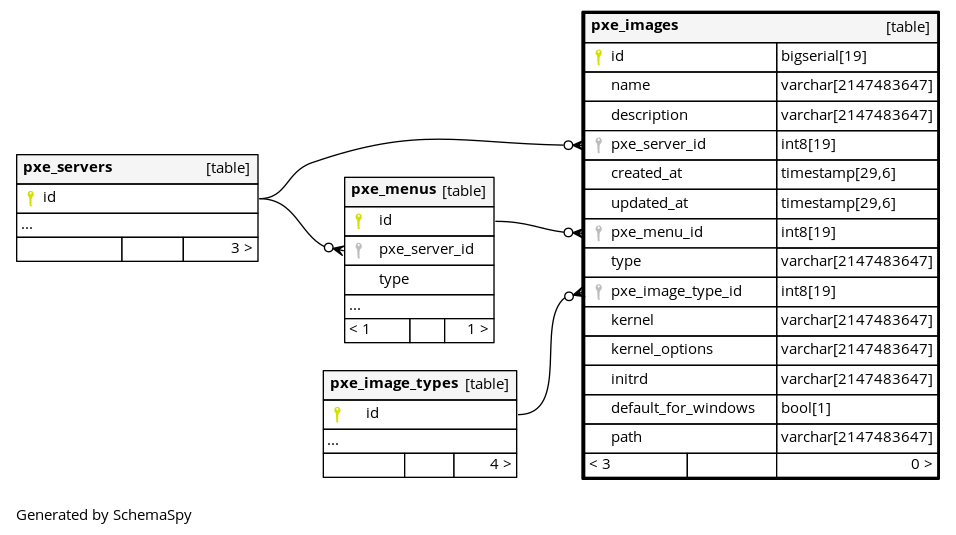 pxe_servers [table]
id
...
3 >
pxe_menus [table]
id
pxe_server_id
type
...
< 1 1 >
pxe_image_types [table]
id
...
4 >
pxe_images [table]
id bigserial[19]
name varchar[2147483647]
description varchar[2147483647]
pxe_server_id int8[19]
created_at timestamp[29,6]
updated_at timestamp[29,6]
pxe_menu_id int8[19]
type varchar[2147483647]
pxe_image_type_id int8[19]
kernel varchar[2147483647]
kernel_options varchar[2147483647]
initrd varchar[2147483647]
default_for_windows bool[1]
path varchar[2147483647]
< 3 0 >
Generated by SchemaSpy